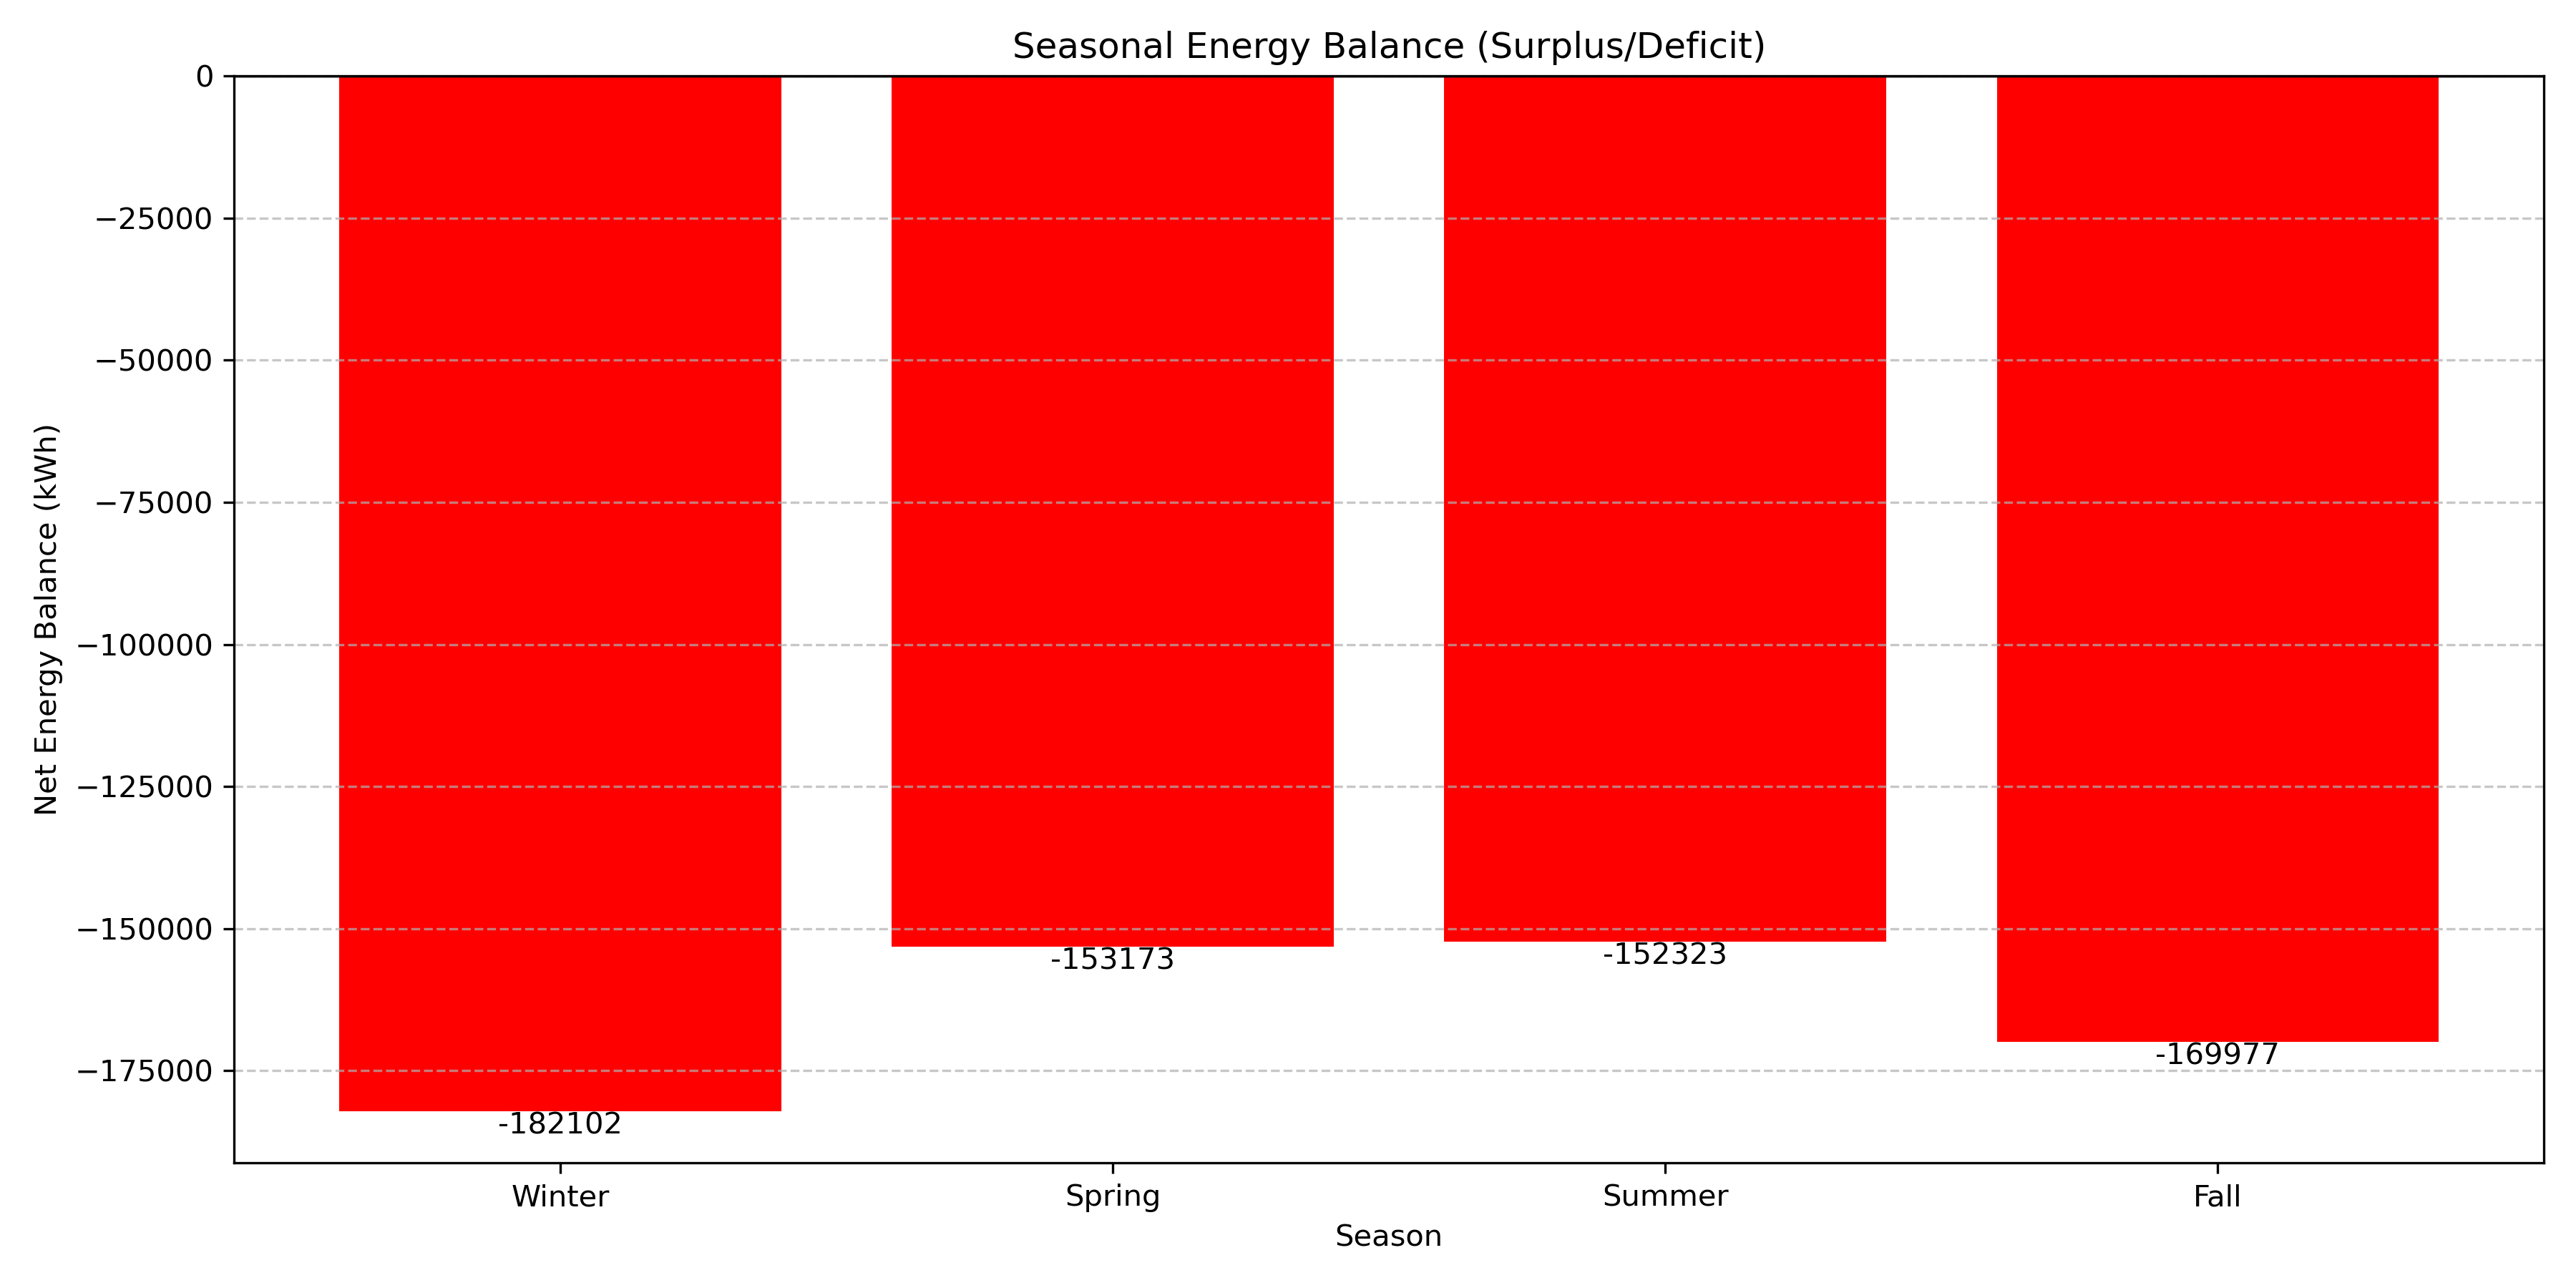 Seasonal Energy Balance (Surplus/Deficit)
Net Energy Balance (kWh)
0
−25000
−50000
−75000
−100000
−125000
−150000
−175000
-182102
-153173
-152323
-169977
Winter
Spring
Summer
Fall
Season